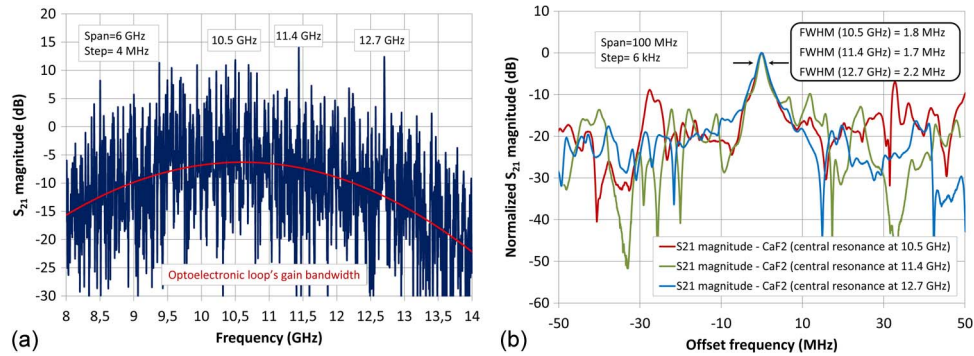 20
15
10
5
0
-5
-10
-15
-20
-25
-30
S21 magnitude (dB)
Span=6 GHz
Step= 4 MHz
10.5 GHz
11.4 GHz
12.7 GHz
Optoelectronic loop's gain bandwidth
8 8,5 9 9,5 10 10,5 11 11,5 12 12,5 13 13,5 14
Frequency (GHz)
(a)
10
0
-10
-20
-30
-40
-50
-60
Normalized S21 magnitude (dB)
Span=100 MHz
Step= 6 kHz
FWHM (10.5 GHz) = 1.8 MHz
FWHM (11.4 GHz) = 1.7 MHz
FWHM (12.7 GHz) = 2.2 MHz
S21 magnitude - CaF2 (central resonance at 10.5 GHz)
S21 magnitude - CaF2 (central resonance at 11.4 GHz)
S21 magnitude - CaF2 (central resonance at 12.7 GHz)
-50 -30 -10 10 30 50
Offset frequency (MHz)
(b)